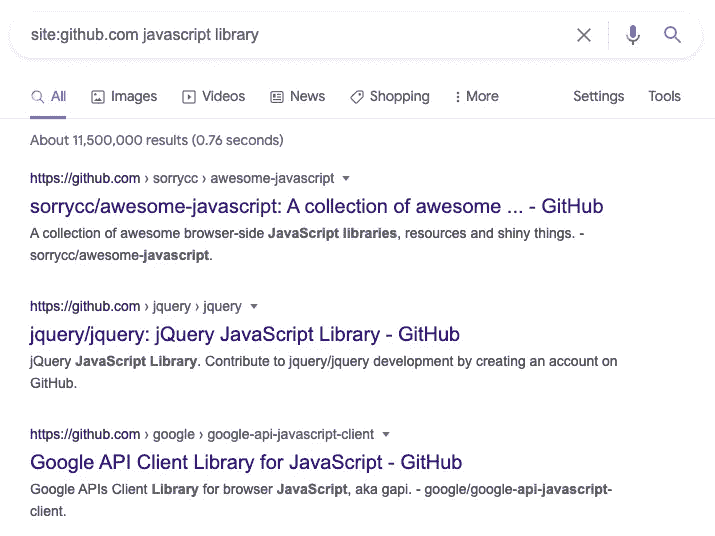 site:github.com javascript library
All Images Videos News Shopping More Settings Tools
About 11,500,000 results (0.76 seconds)
https://github.com › sorrycc › awesome-javascript
sorrycc/awesome-javascript: A collection of awesome ... - GitHub
A collection of awesome browser-side JavaScript libraries, resources and shiny things. -
sorrycc/awesome-javascript.
https://github.com › jquery › jquery
jquery/jquery: jQuery JavaScript Library - GitHub
jQuery JavaScript Library. Contribute to jquery/jquery development by creating an account on
GitHub.
https://github.com › google › google-api-javascript-client
Google API Client Library for JavaScript - GitHub
Google APIs Client Library for browser JavaScript, aka gapi. - google/google-api-javascript-
client.